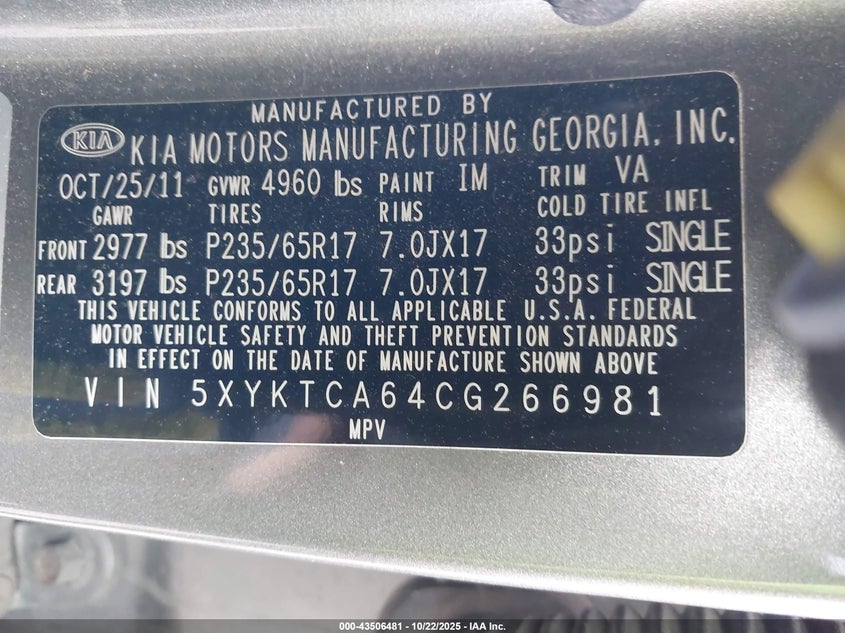 MANUFACTURED BY
KIA KIA MOTORS MANUFACTURING GEORGIA, INC.
OCT/25/11 GVWR 4960 lbs PAINT IM TRIM VA
GAWR TIRES RIMS COLD TIRE INFL
FRONT 2977 lbs P235/65R17 7.0JX17 33psi SINGLE
REAR 3197 lbs P235/65R17 7.0JX17 33psi SINGLE
THIS VEHICLE CONFORMS TO ALL APPLICABLE U.S.A. FEDERAL
MOTOR VEHICLE SAFETY AND THEFT PREVENTION STANDARDS
IN EFFECT ON THE DATE OF MANUFACTURE SHOWN ABOVE
VIN 5XYKTCA64CG266981
MPV
000-43506481 - 10/22/2025 - IAA Inc.